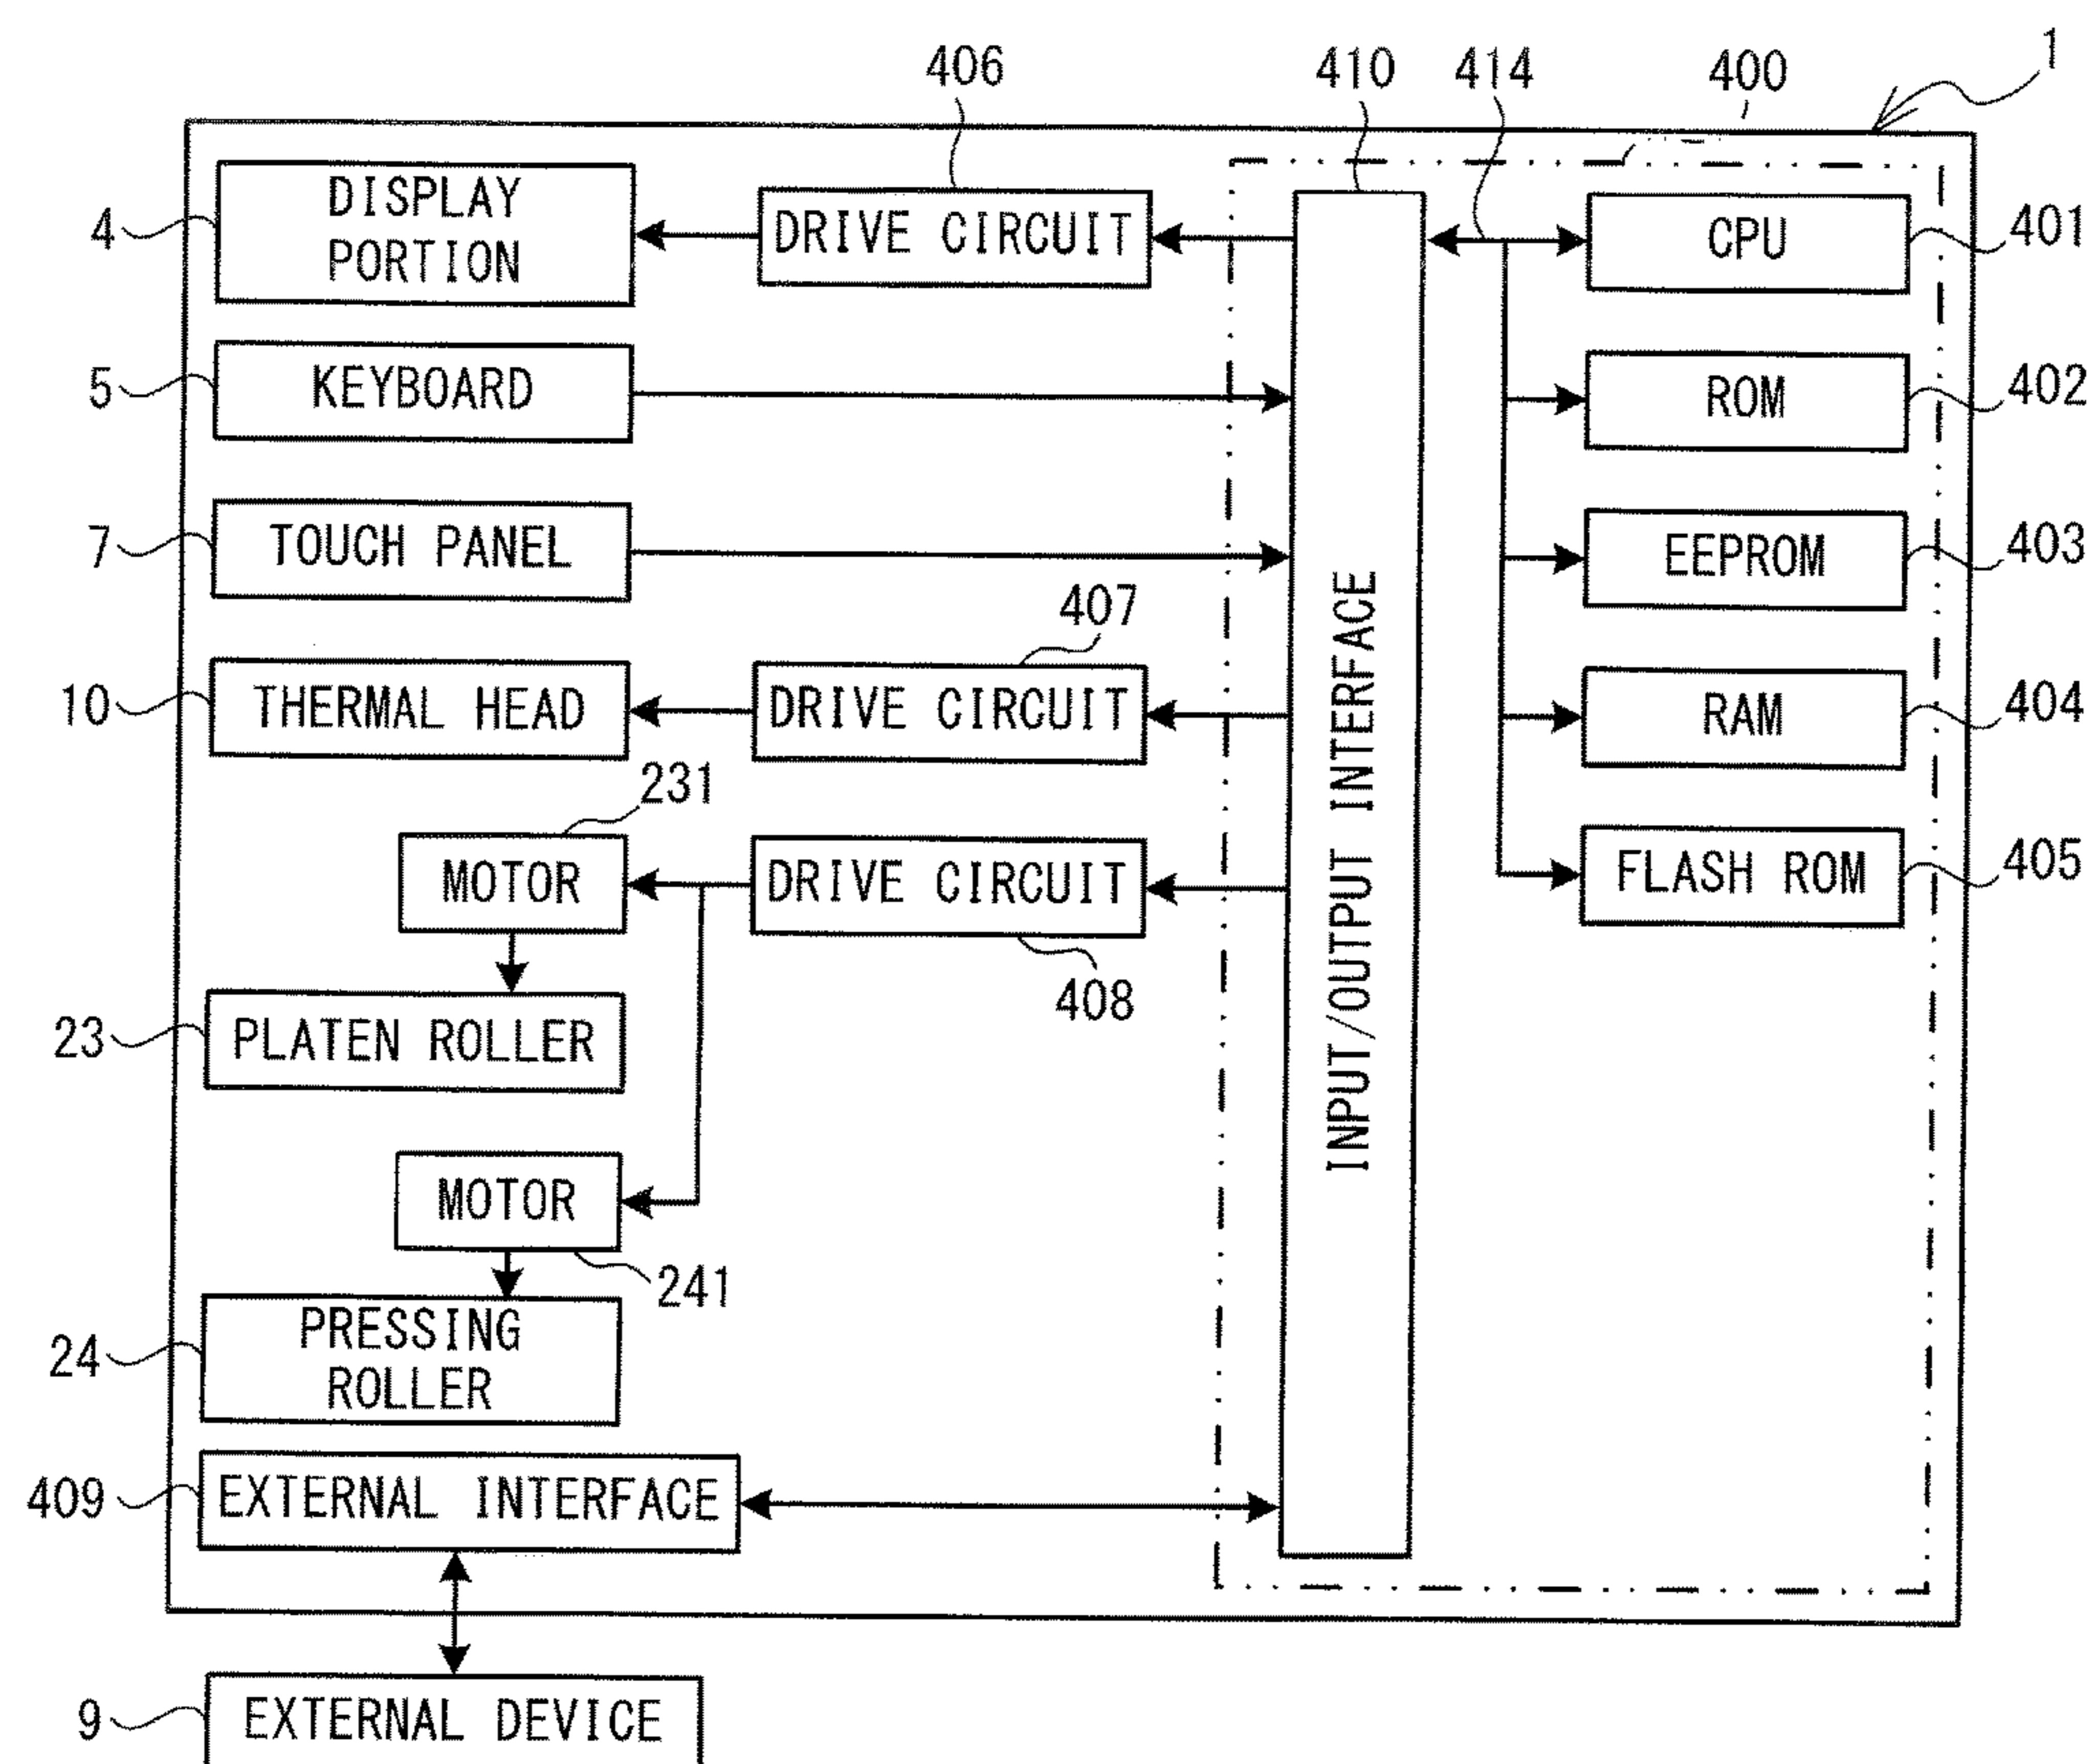 406
410
414
400
1
DISPLAY
PORTION
4
DRIVE CIRCUIT
CPU
401
5
KEYBOARD
ROM
402
7
TOUCH PANEL
EEPROM
403
407
10
THERMAL HEAD
DRIVE CIRCUIT
RAM
404
231
MOTOR
DRIVE CIRCUIT
FLASH ROM
405
408
INPUT/OUTPUT INTERFACE
23
PLATEN ROLLER
MOTOR
241
24
PRESSING
ROLLER
409
EXTERNAL INTERFACE
9
EXTERNAL DEVICE